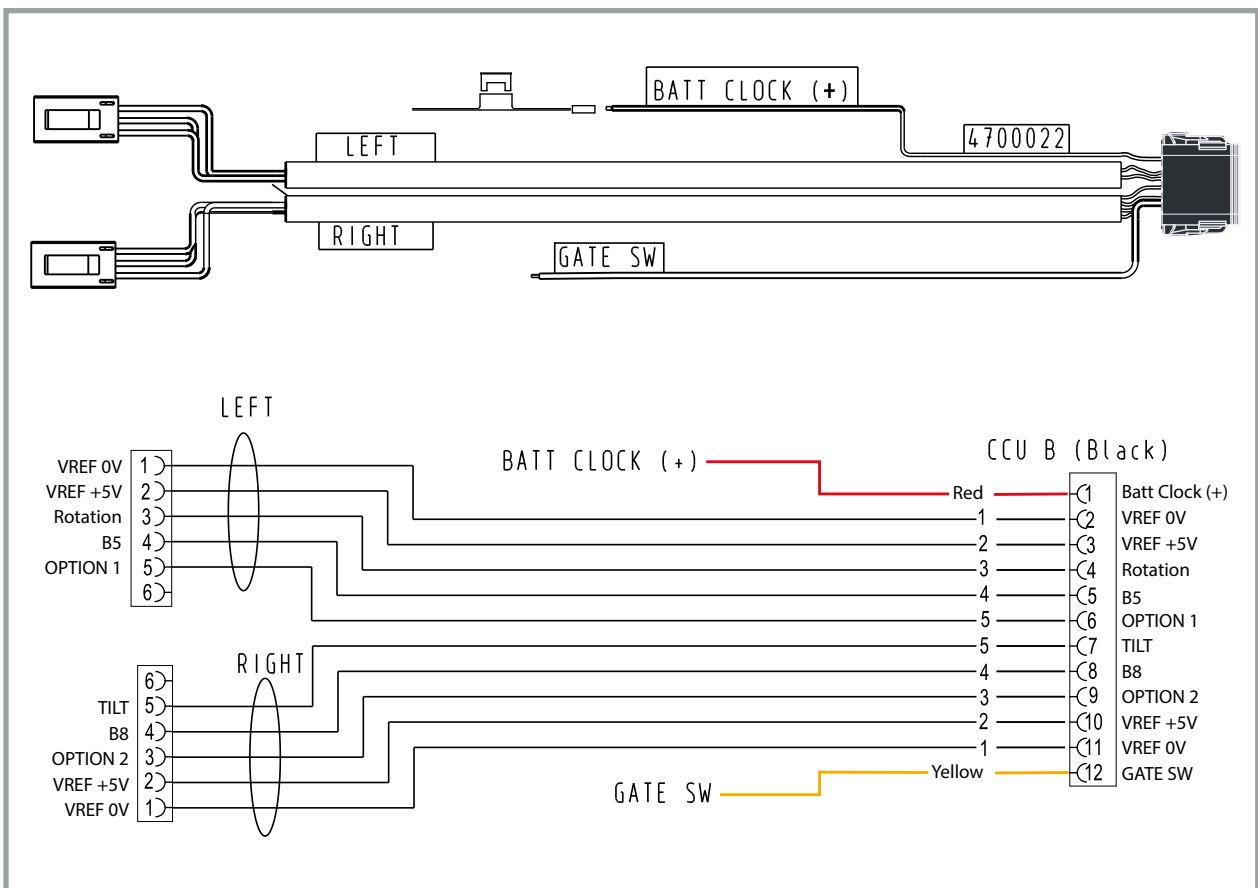 BATT CLOCK (+)
LEFT
4700022
RIGHT
GATE SW
LEFT
BATT CLOCK (+)
CCU B (Black)
VREF 0V 1
VREF +5V 2
Rotation 3
B5 4
OPTION 1 5
6
Red 1 Batt Clock (+)
1 2 VREF 0V
2 3 VREF +5V
3 4 Rotation
4 5 B5
5 6 OPTION 1
5 7 TILT
4 8 B8
3 9 OPTION 2
2 10 VREF +5V
1 11 VREF 0V
Yellow 12 GATE SW
RIGHT
6
TILT 5
B8 4
OPTION 2 3
VREF +5V 2
VREF 0V 1
GATE SW